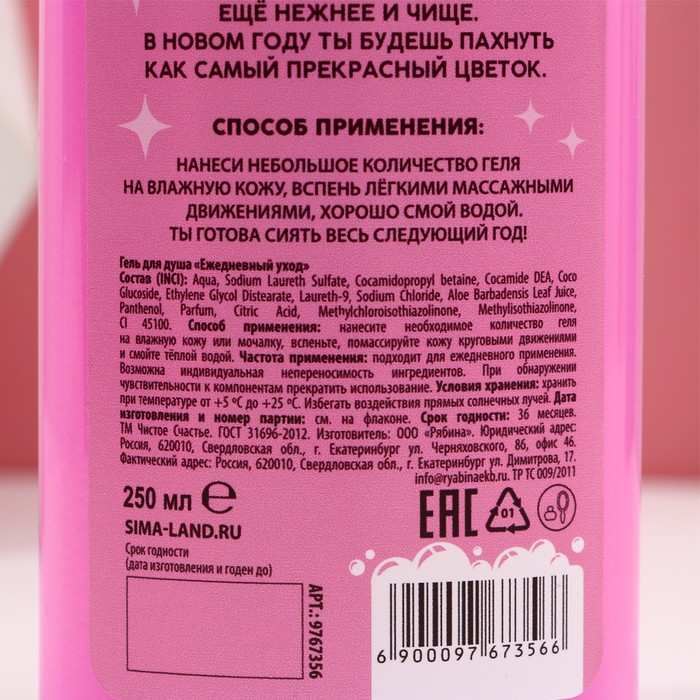 ЕЩЁ НЕЖНЕЕ И ЧИЩЕ.
В НОВОМ ГОДУ ТЫ БУДЕШЬ ПАХНУТЬ
КАК САМЫЙ ПРЕКРАСНЫЙ ЦВЕТОК.
СПОСОБ ПРИМЕНЕНИЯ:
НАНЕСИ НЕБОЛЬШОЕ КОЛИЧЕСТВО ГЕЛЯ
НА ВЛАЖНУЮ КОЖУ, ВСПЕНЬ ЛЁГКИМИ МАССАЖНЫМИ
ДВИЖЕНИЯМИ, ХОРОШО СМОЙ ВОДОЙ.
ТЫ ГОТОВА СИЯТЬ ВЕСЬ СЛЕДУЮЩИЙ ГОД!
Гель для душа «Ежедневный уход»
Состав (INCI): Aqua, Sodium Laureth Sulfate, Cocamidopropyl betaine, Cocamide DEA, Coco
Glucoside, Ethylene Glycol Distearate, Laureth-9, Sodium Chloride, Aloe Barbadensis Leaf Juice,
Panthenol, Parfum, Citric Acid, Methylchloroisothiazolinone, Methylisothiazolinone,
CI 45100. Способ применения: нанесите необходимое количество геля
на влажную кожу или мочалку, вспеньте, помассируйте кожу круговыми движениями
и смойте тёплой водой. Частота применения: подходит для ежедневного применения.
Возможна индивидуальная непереносимость ингредиентов. При обнаружении
чувствительности к компонентам прекратить использование. Условия хранения: хранить
при температуре от +5 °С до +25 °С. Избегать воздействия прямых солнечных лучей. Дата
изготовления и номер партии: см. на флаконе. Срок годности: 36 месяцев.
ТМ Чистое Счастье. ГОСТ 31696-2012. Изготовитель: ООО «Рябина». Юридический адрес:
Россия, 620010, Свердловская обл., г. Екатеринбург ул. Черняховского, 86, офис 46.
Фактический адрес: Россия, 620010, Свердловская обл., г. Екатеринбург ул. Димитрова, 17.
info@ryabinaekb.ru. ТР ТС 009/2011
250 мл ℮
SIMA-LAND.RU
EAC 01
Срок годности
(дата изготовления и годен до)
АРТ.: 9767356
6 900097 673566